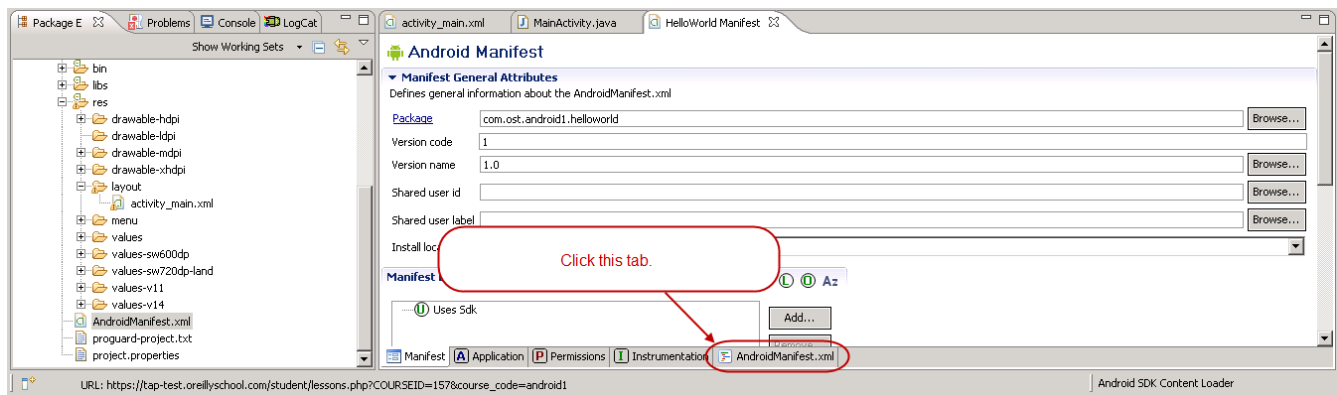 Package E Problems Console LogCat
Show Working Sets
bin
libs
res
drawable-hdpi
drawable-ldpi
drawable-mdpi
drawable-xhdpi
layout
activity_main.xml
menu
values
values-sw600dp
values-sw720dp-land
values-v11
values-v14
AndroidManifest.xml
proguard-project.txt
project.properties
activity_main.xml MainActivity.java HelloWorld Manifest
Android Manifest
Manifest General Attributes
Defines general information about the AndroidManifest.xml
Package com.ost.android1.helloworld Browse...
Version code 1
Version name 1.0 Browse...
Shared user id Browse...
Shared user label Browse...
Install loc
Click this tab.
Manifest L O Az
U Uses Sdk
Add...
Remove...
Manifest A Application P Permissions I Instrumentation AndroidManifest.xml
URL: https://tap-test.oreillyschool.com/student/lessons.php?COURSEID=157&course_code=android1 Android SDK Content Loader